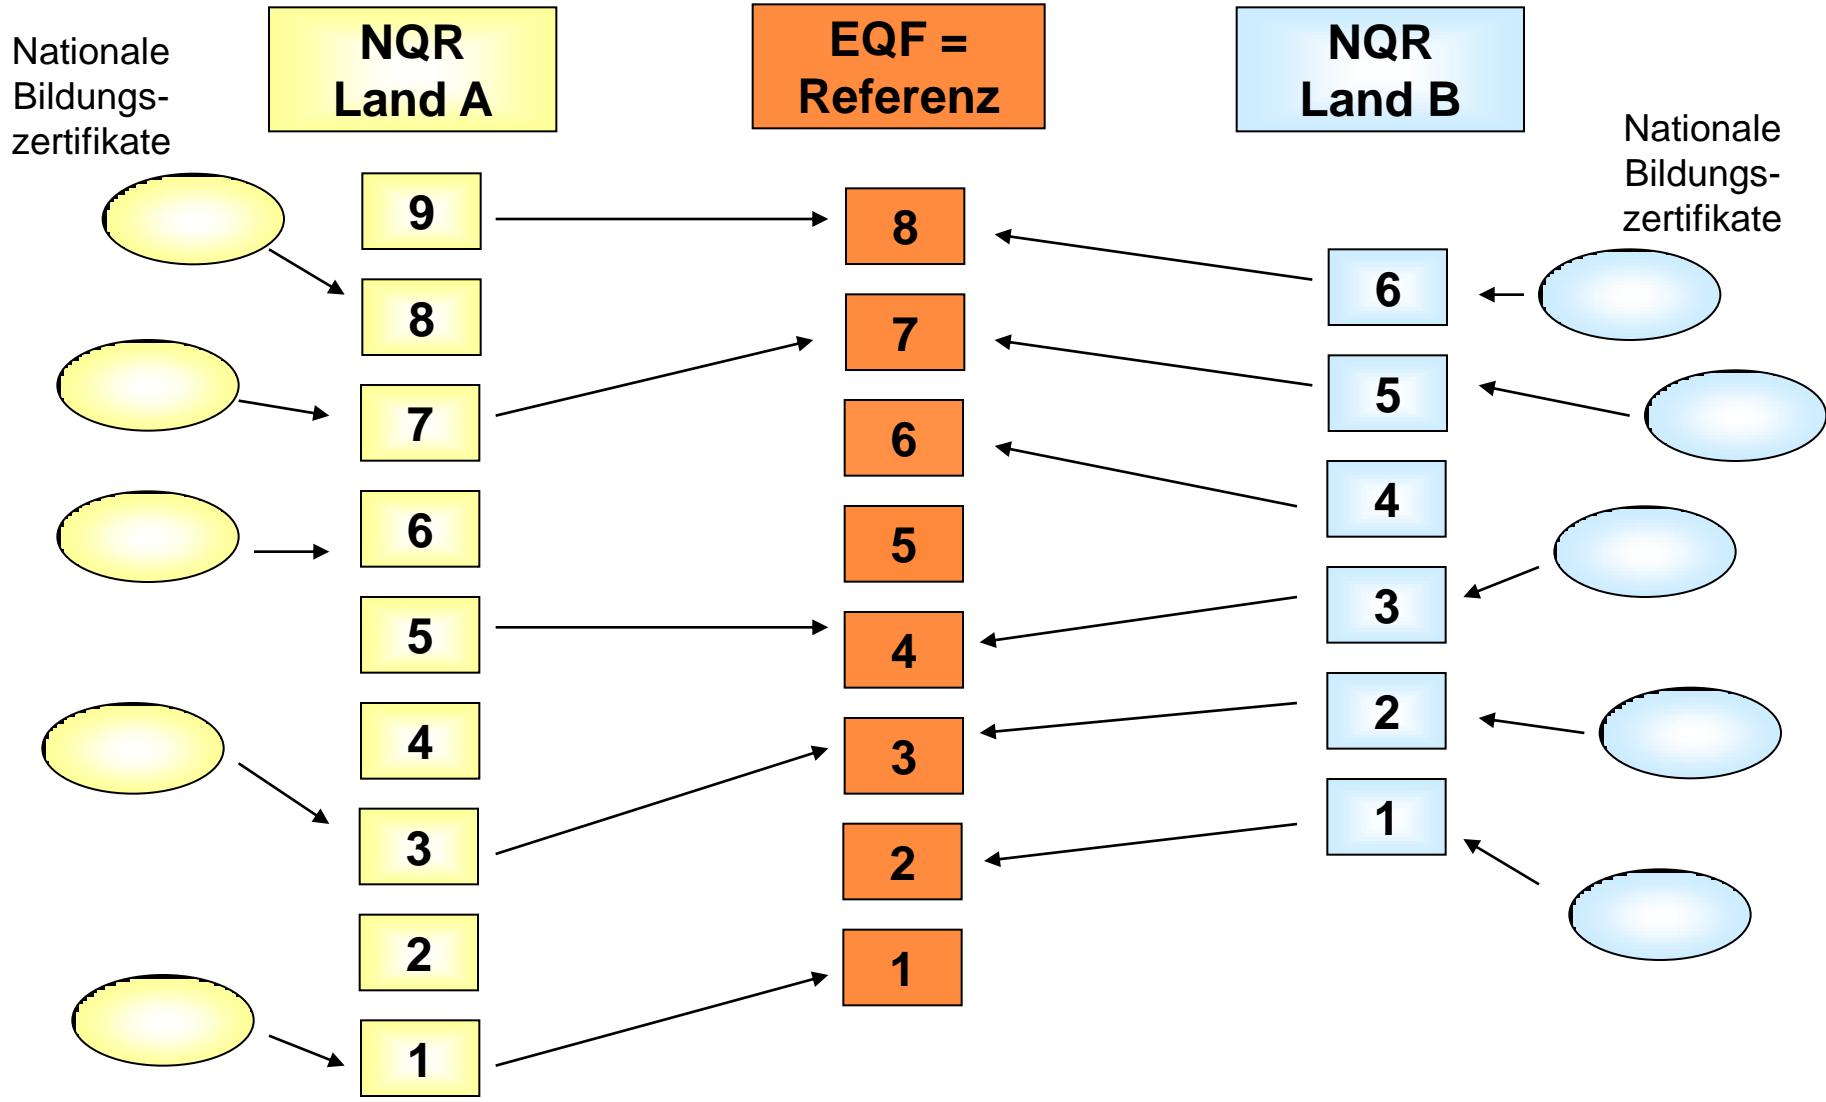 Nationale
Bildungs-
zertifikate
NQR
Land A
EQF =
Referenz
NQR
Land B
Nationale
Bildungs-
zertifikate
9
8
7
6
5
4
3
2
1
8
7
6
5
4
3
2
1
6
5
4
3
2
1